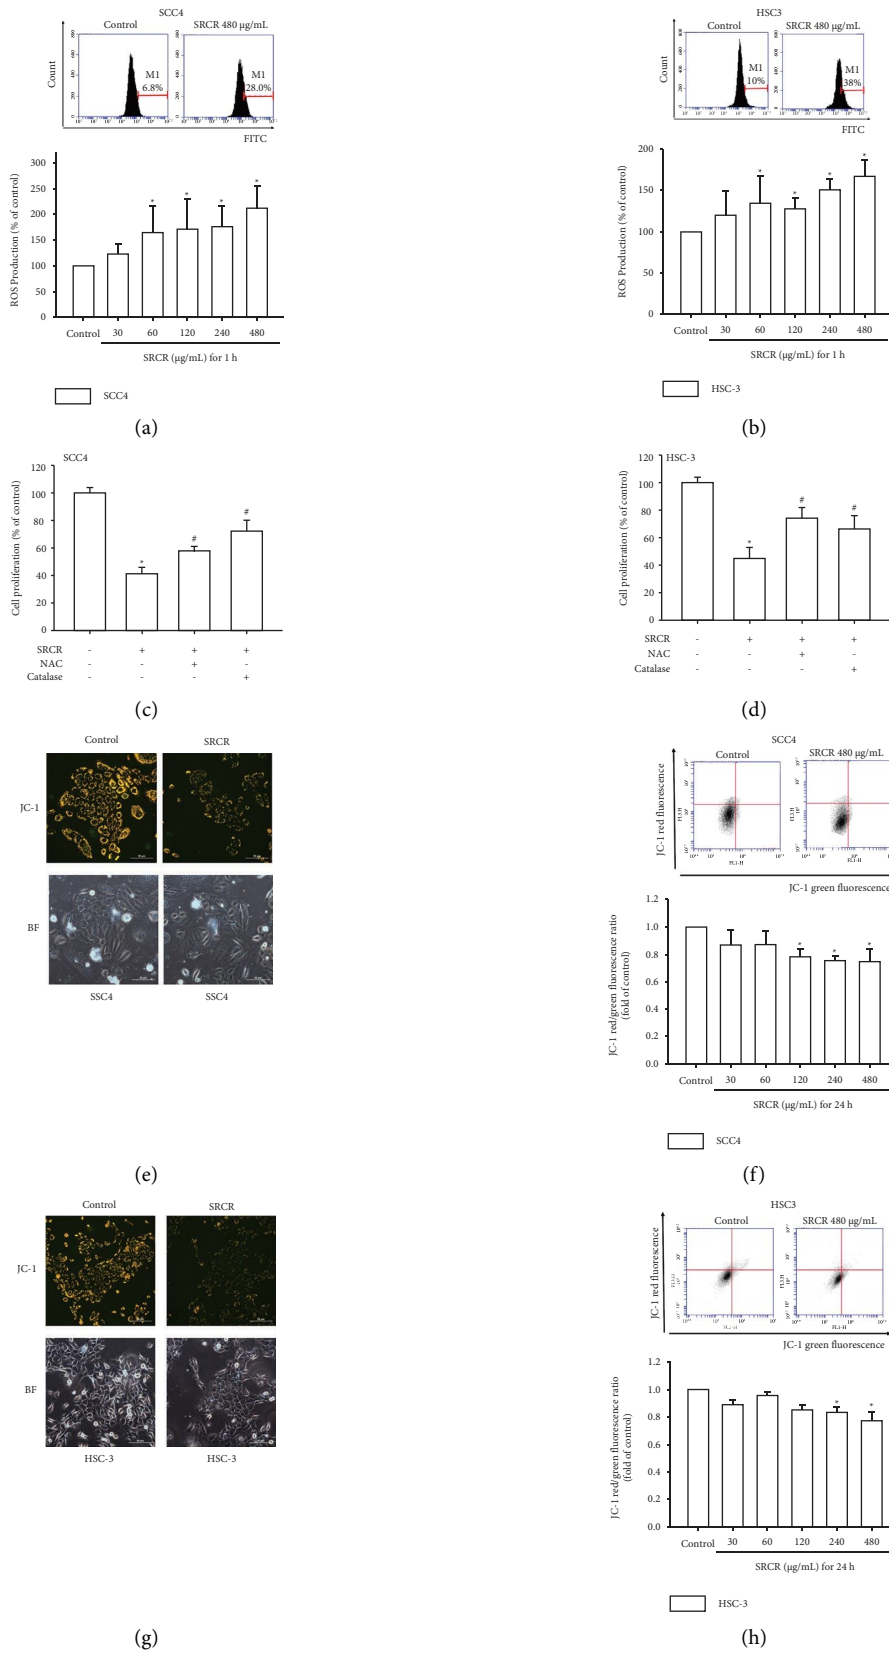 SCC4
Control
SRCR 480 µg/mL
Count
M1
6.8%
M1
28.0%
FITC
ROS Production (% of control)
300
250
200
150
100
50
0
*
*
*
*
Control 30 60 120 240 480
SRCR (µg/mL) for 1 h
SCC4
(a)
HSC3
Control
SRCR 480 µg/mL
Count
M1
10%
M1
38%
FITC
ROS Production (% of control)
200
150
100
50
0
*
*
*
*
Control 30 60 120 240 480
SRCR (µg/mL) for 1 h
HSC-3
(b)
SCC4
Cell proliferation (% of control)
120
100
80
60
40
20
0
*
#
#
SRCR - + + +
NAC - - + -
Catalase - - - +
(c)
HSC-3
Cell proliferation (% of control)
120
100
80
60
40
20
0
*
#
#
SRCR - + + +
NAC - - + -
Catalase - - - +
(d)
Control
SRCR
JC-1
BF
SSC4
SSC4
(e)
SCC4
Control
SRCR 480 µg/mL
JC-1 red fluorescence
FL3-H
FL1-H
FL3-H
FL1-H
JC-1 green fluorescence
JC-1 red/green fluorescence ratio
(fold of control)
1.2
1.0
0.8
0.6
0.4
0.2
0.0
*
*
*
Control 30 60 120 240 480
SRCR (µg/mL) for 24 h
SCC4
(f)
Control
SRCR
JC-1
BF
HSC-3
HSC-3
(g)
HSC3
Control
SRCR 480 µg/mL
JC-1 red fluorescence
FL3-H
FL3-H
FL1-H
JC-1 green fluorescence
JC-1 red/green fluorescence ratio
(fold of control)
1.2
1.0
0.8
0.6
0.4
0.2
0.0
*
*
Control 30 60 120 240 480
SRCR (µg/mL) for 24 h
HSC-3
(h)